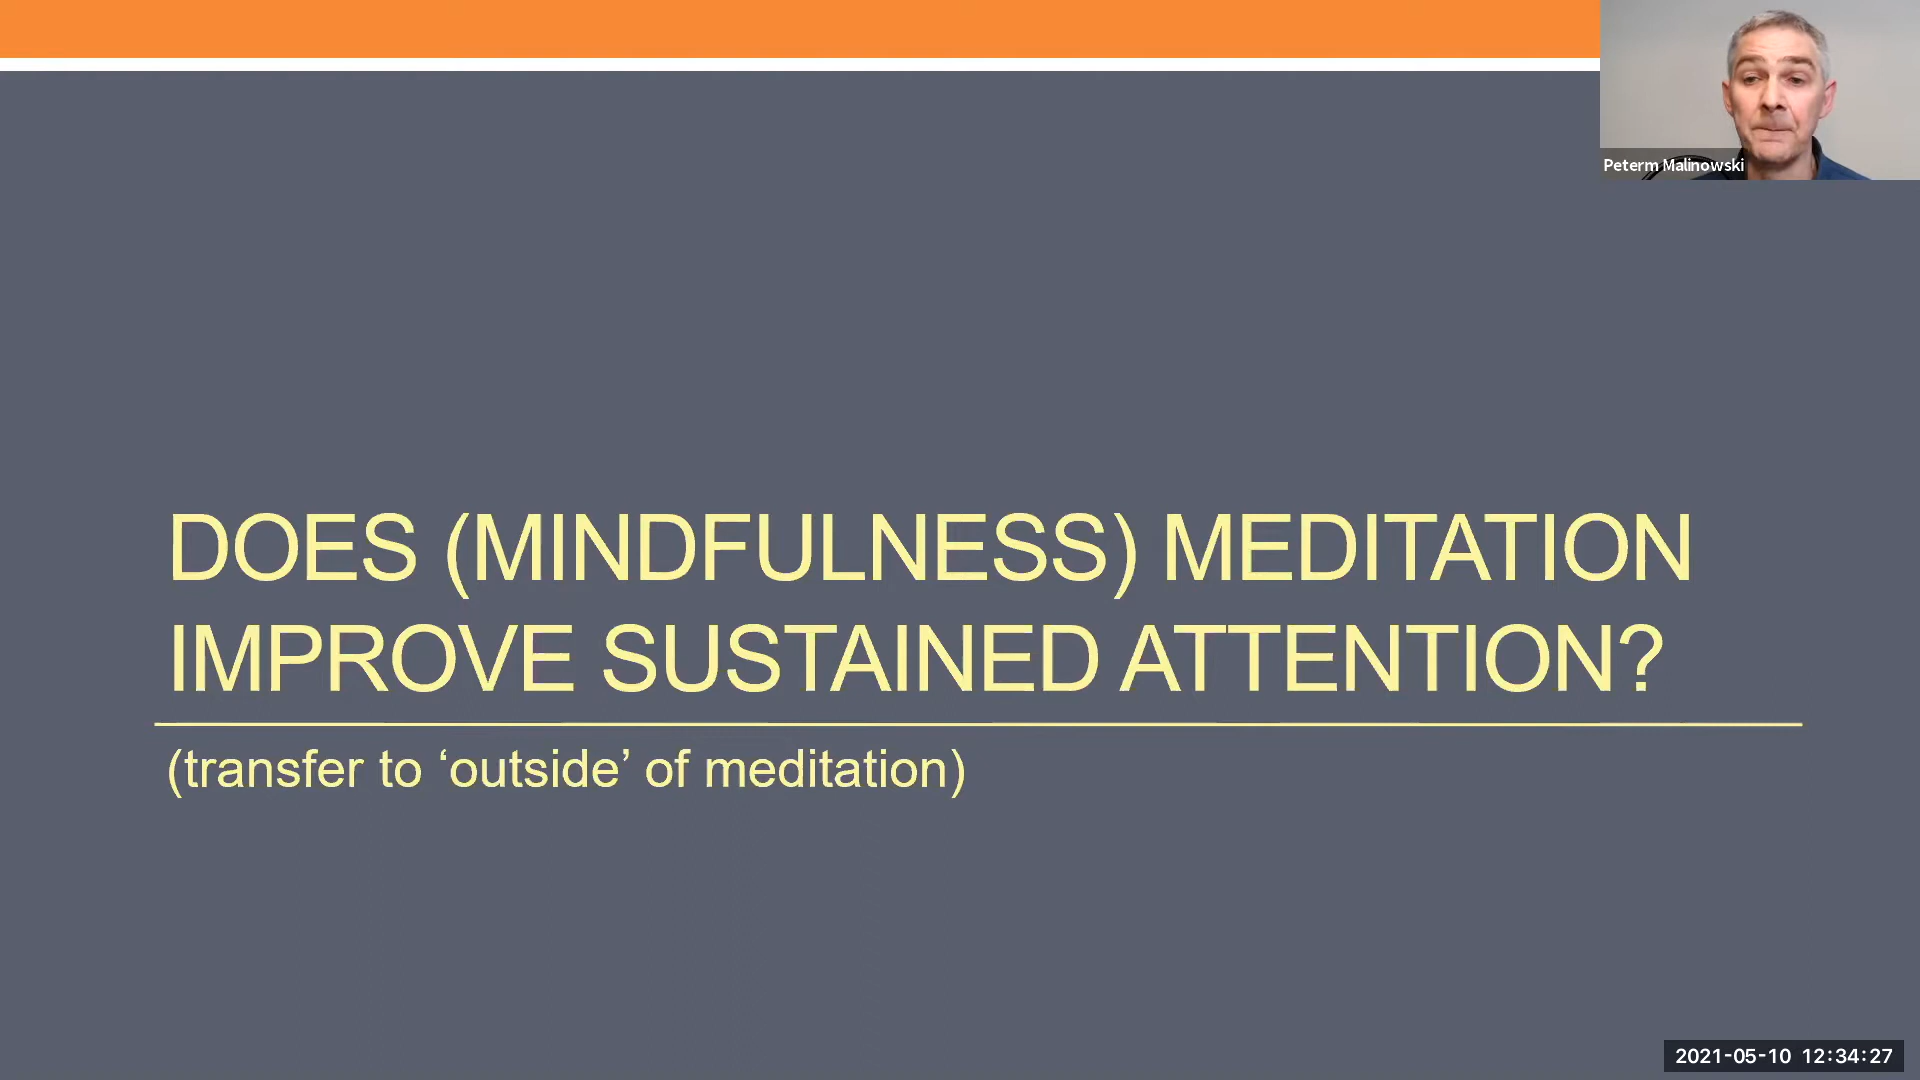 Peterm Malinowski
DOES (MINDFULNESS) MEDITATION
IMPROVE SUSTAINED ATTENTION?
(transfer to ‘outside’ of meditation)
2021-05-10 12:34:27